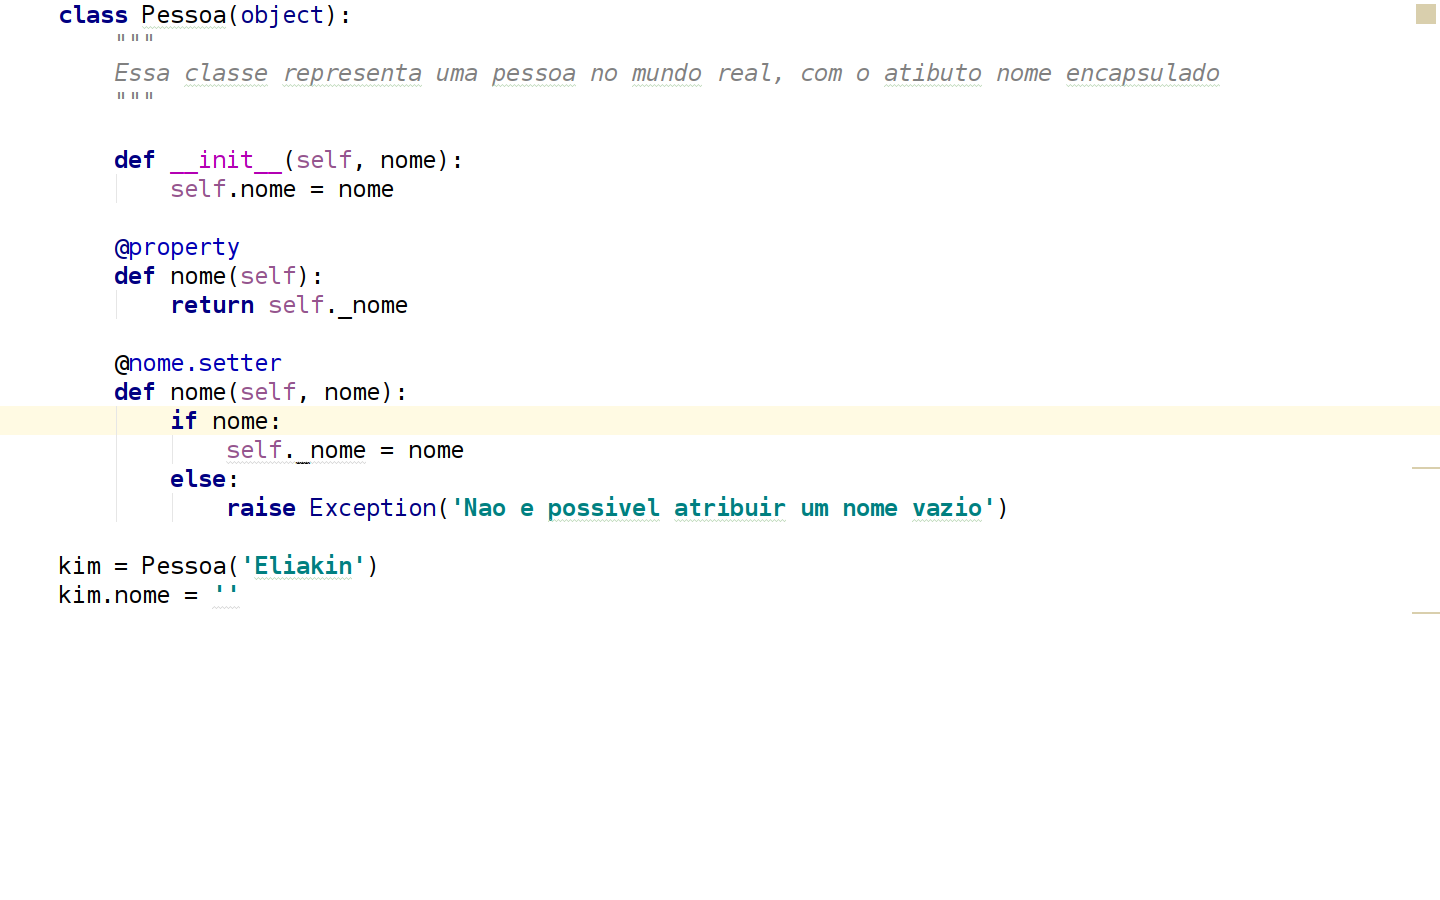 class Pessoa(object):
    """
    Essa classe representa uma pessoa no mundo real, com o atibuto nome encapsulado
    """
    def __init__(self, nome):
        self.nome = nome
    @property
    def nome(self):
        return self._nome
    @nome.setter
    def nome(self, nome):
        if nome:
            self._nome = nome
        else:
            raise Exception('Nao e possivel atribuir um nome vazio')
kim = Pessoa('Eliakin')
kim.nome = ''